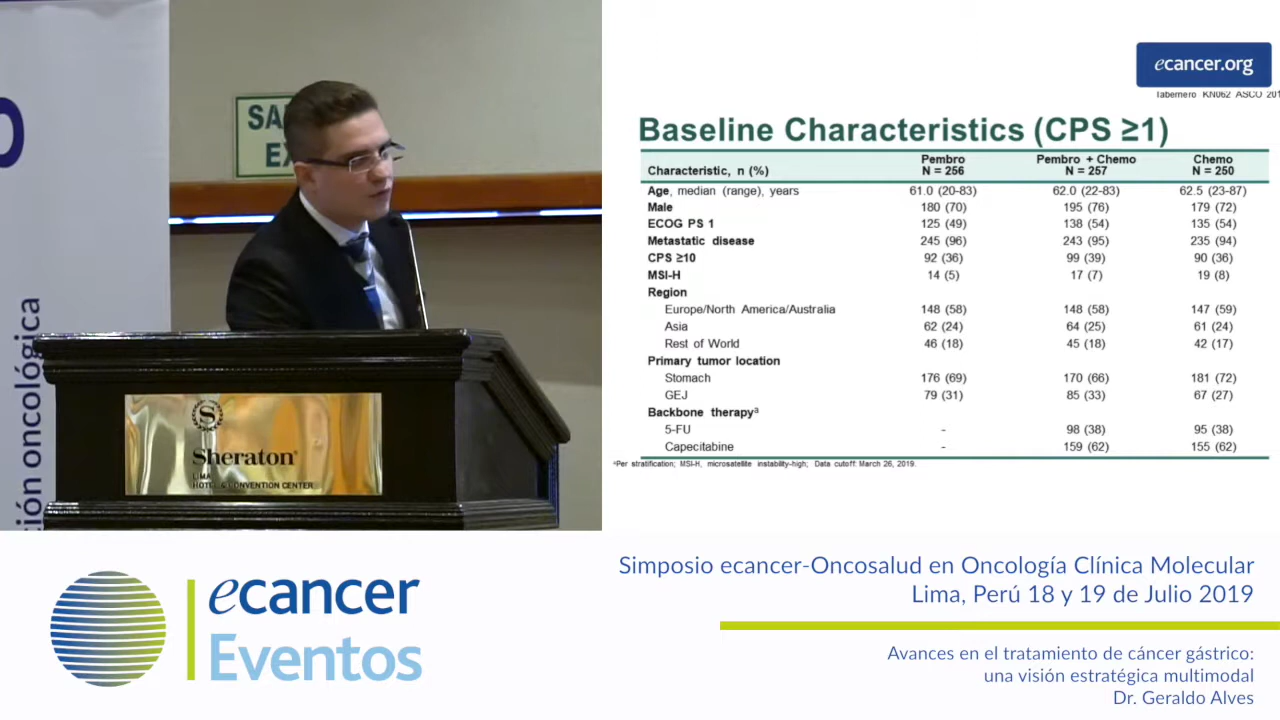 SA
EX
ción oncológica
S
Sheraton
LIMA
HOTEL & CONVENTION CENTER
ecancer.org
Tabernero KN062 ASCO 201
Baseline Characteristics (CPS ≥1)
Characteristic, n (%) Pembro N = 256 Pembro + Chemo N = 257 Chemo N = 250
Age, median (range), years 61.0 (20-83) 62.0 (22-83) 62.5 (23-87)
Male 180 (70) 195 (76) 179 (72)
ECOG PS 1 125 (49) 138 (54) 135 (54)
Metastatic disease 245 (96) 243 (95) 235 (94)
CPS ≥10 92 (36) 99 (39) 90 (36)
MSI-H 14 (5) 17 (7) 19 (8)
Region
Europe/North America/Australia 148 (58) 148 (58) 147 (59)
Asia 62 (24) 64 (25) 61 (24)
Rest of World 46 (18) 45 (18) 42 (17)
Primary tumor location
Stomach 176 (69) 170 (66) 181 (72)
GEJ 79 (31) 85 (33) 67 (27)
Backbone therapyᵃ
5-FU - 98 (38) 95 (38)
Capecitabine - 159 (62) 155 (62)
ᵃPer stratification; MSI-H, microsatellite instability-high; Data cutoff: March 26, 2019.
ecancer
Eventos
Simposio ecancer-Oncosalud en Oncología Clínica Molecular
Lima, Perú 18 y 19 de Julio 2019
Avances en el tratamiento de cáncer gástrico:
una visión estratégica multimodal
Dr. Geraldo Alves